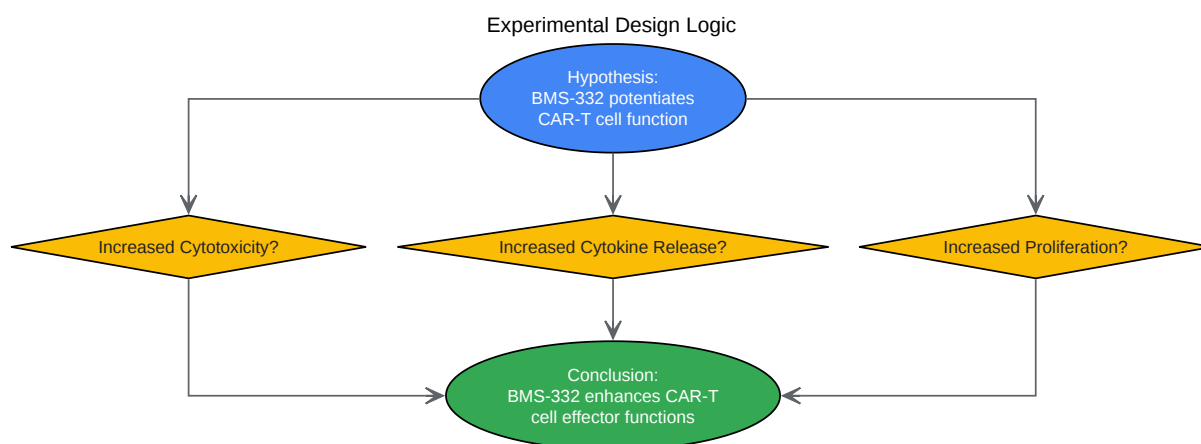 Experimental Design Logic
Hypothesis:
BMS-332 potentiates
CAR-T cell function
Increased Cytotoxicity?
Increased Cytokine Release?
Increased Proliferation?
Conclusion:
BMS-332 enhances CAR-T
cell effector functions